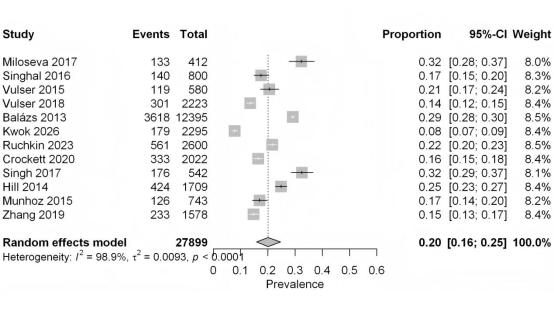 Study Events Total Proportion 95%-CI Weight
Miloseva 2017 133 412 0.32 [0.28; 0.37] 8.0%
Singhal 2016 140 800 0.17 [0.15; 0.20] 8.3%
Vulser 2015 119 580 0.21 [0.17; 0.24] 8.2%
Vulser 2018 301 2223 0.14 [0.12; 0.15] 8.4%
Balázs 2013 3618 12395 0.29 [0.28; 0.30] 8.5%
Kwok 2026 179 2295 0.08 [0.07; 0.09] 8.5%
Ruchkin 2023 561 2600 0.22 [0.20; 0.23] 8.4%
Crockett 2020 333 2022 0.16 [0.15; 0.18] 8.4%
Singh 2017 176 542 0.32 [0.29; 0.37] 8.1%
Hill 2014 424 1709 0.25 [0.23; 0.27] 8.4%
Munhoz 2015 126 743 0.17 [0.14; 0.20] 8.3%
Zhang 2019 233 1578 0.15 [0.13; 0.17] 8.4%
Random effects model 27899 0.20 [0.16; 0.25] 100.0%
Heterogeneity: I² = 98.9%, τ² = 0.0093, p < 0.0001
0 0.1 0.2 0.3 0.4 0.5 0.6
Prevalence